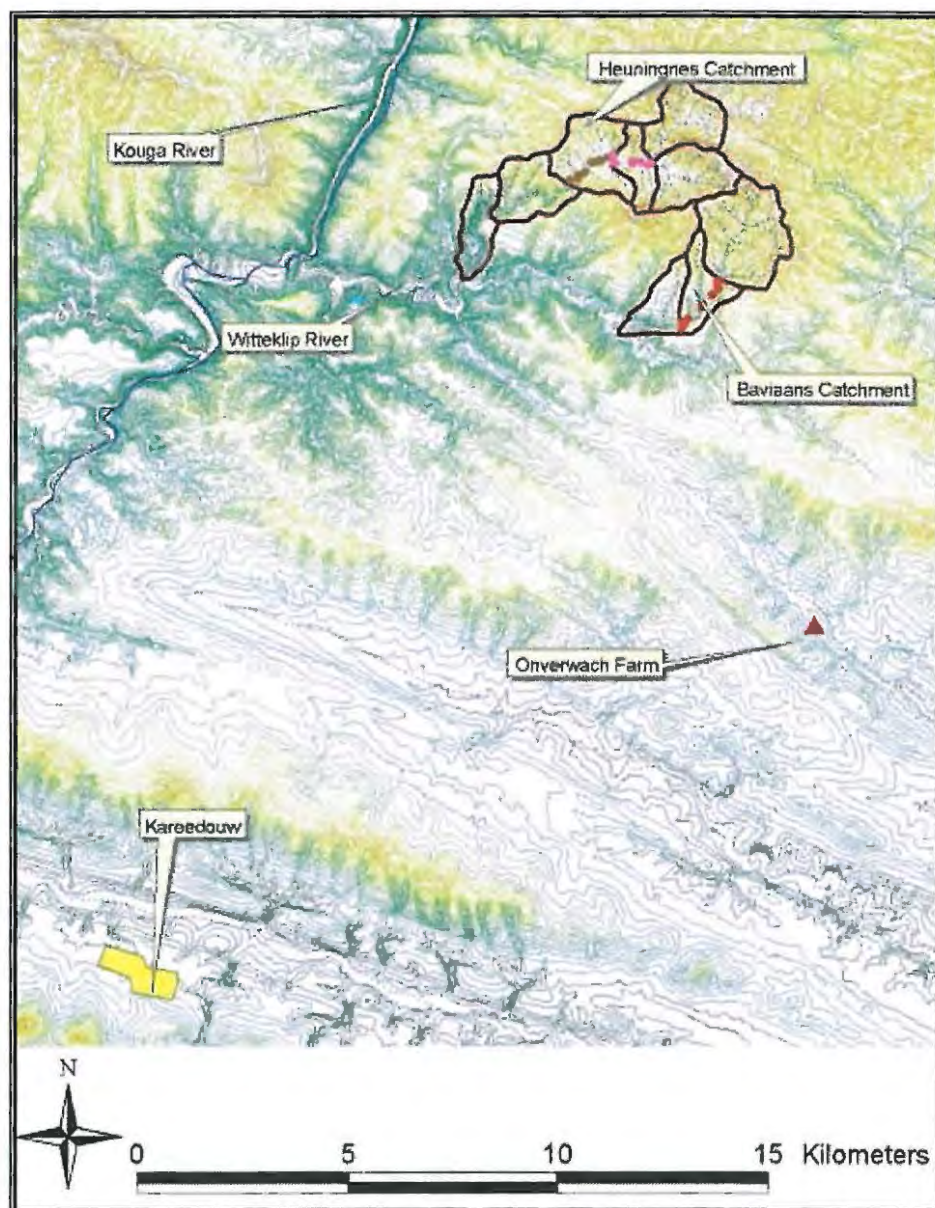 Heuningnes Catchment
Kouga River
Witteklip River
Baviaans Catchment
Onverwach Farm
Kareedouw
N
0 5 10 15 Kilometers